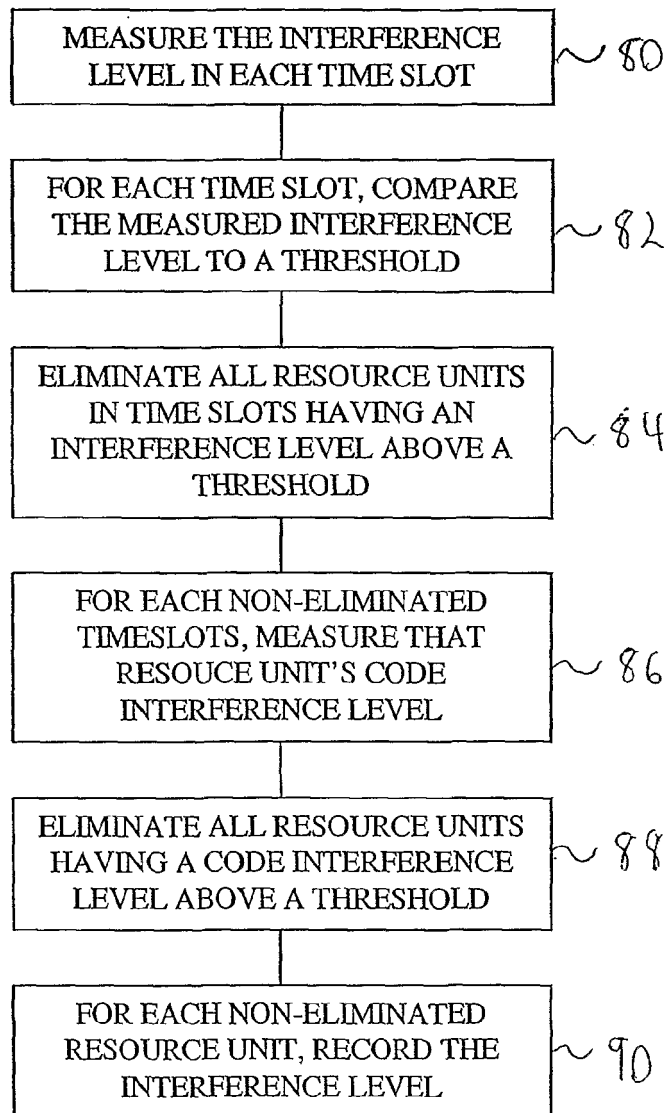 MEASURE THE INTERFERENCE
LEVEL IN EACH TIME SLOT
80
FOR EACH TIME SLOT, COMPARE
THE MEASURED INTERFERENCE
LEVEL TO A THRESHOLD
82
ELIMINATE ALL RESOURCE UNITS
IN TIME SLOTS HAVING AN
INTERFERENCE LEVEL ABOVE A
THRESHOLD
84
FOR EACH NON-ELIMINATED
TIMESLOTS, MEASURE THAT
RESOUCE UNIT'S CODE
INTERFERENCE LEVEL
86
ELIMINATE ALL RESOURCE UNITS
HAVING A CODE INTERFERENCE
LEVEL ABOVE A THRESHOLD
88
FOR EACH NON-ELIMINATED
RESOURCE UNIT, RECORD THE
INTERFERENCE LEVEL
90